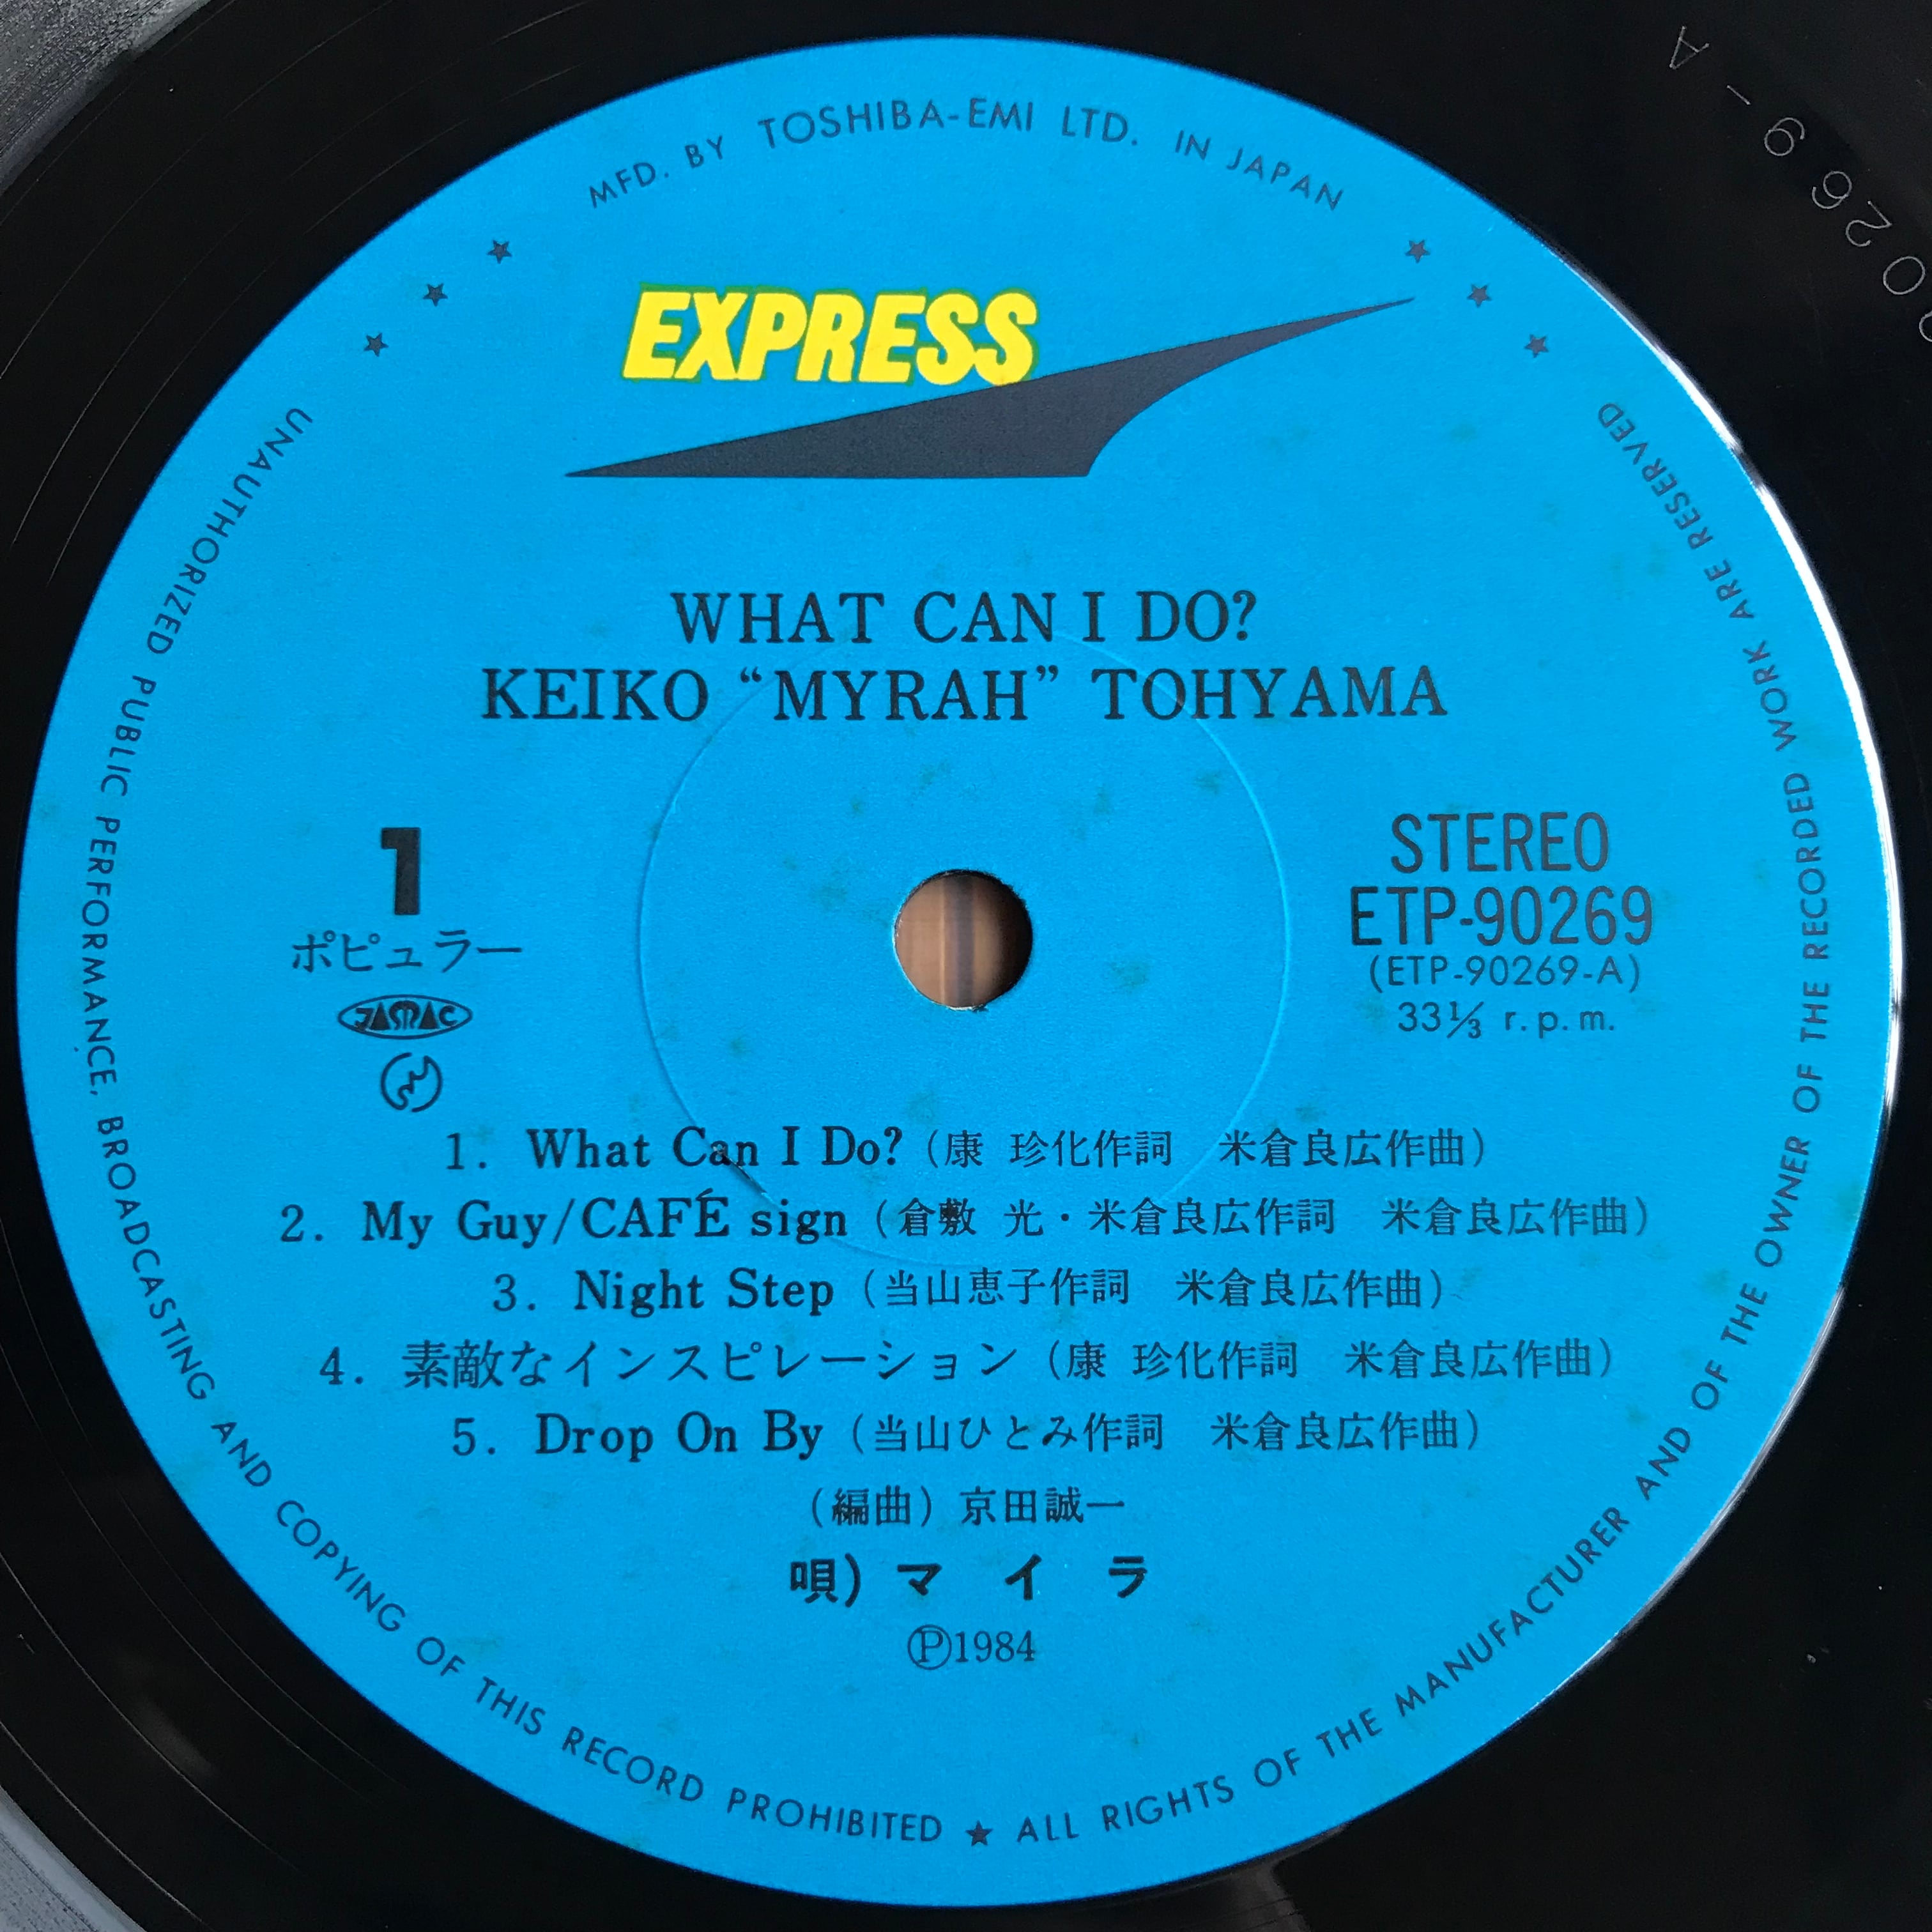 MFD. BY TOSHIBA-EMI LTD. IN JAPAN
EXPRESS
WHAT CAN I DO?
KEIKO “MYRAH” TOHYAMA
1
ポピュラー
JASRAC
STEREO
ETP-90269
(ETP-90269-A)
33⅓ r.p.m.
1. What Can I Do? (康 珍化作詞 米倉良広作曲)
2. My Guy/CAFÉ sign (倉敷 光・米倉良広作詞 米倉良広作曲)
3. Night Step (当山恵子作詞 米倉良広作曲)
4. 素敵なインスピレーション (康 珍化作詞 米倉良広作曲)
5. Drop On By (当山ひとみ作詞 米倉良広作曲)
(編曲) 京田誠一
唄) マイラ
Ⓟ1984
UNAUTHORIZED PUBLIC PERFORMANCE, BROADCASTING AND COPYING OF THIS RECORD PROHIBITED ★ ALL RIGHTS OF THE MANUFACTURER AND OF THE OWNER OF THE RECORDED WORK ARE RESERVED
0269-A